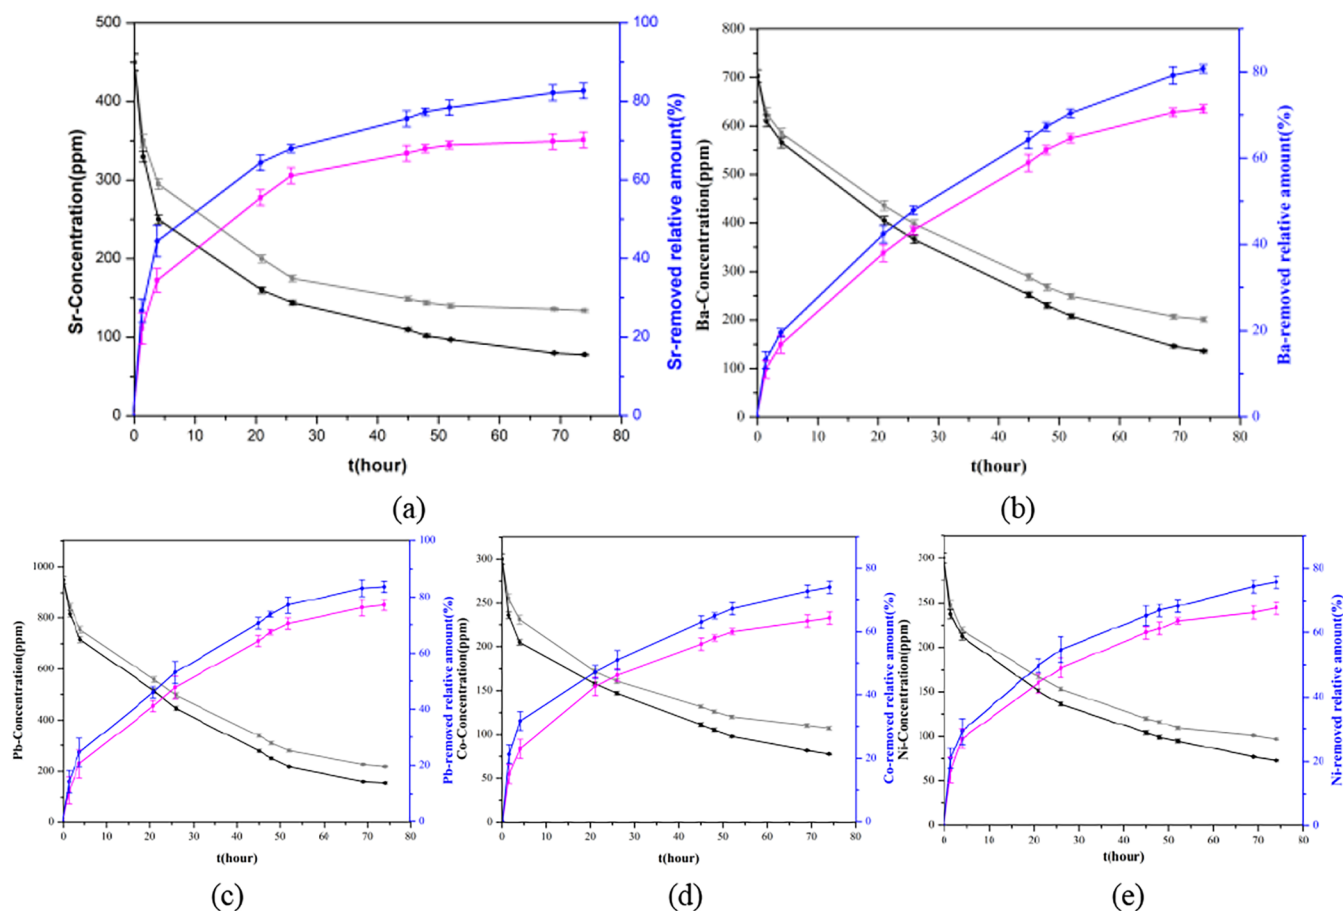 500
400
300
200
100
0
Sr-Concentration(ppm)
0 10 20 30 40 50 60 70 80
t(hour)
100
80
60
40
20
0
Sr-removed relative amount(%)
(a)
800
700
600
500
400
300
200
100
0
Ba-Concentration(ppm)
0 10 20 30 40 50 60 70 80
t(hour)
80
60
40
20
0
Ba-removed relative amount(%)
(b)
1000
800
600
400
200
0
Pb-Concentration(ppm)
0 10 20 30 40 50 60 70 80
t(hour)
100
80
60
40
20
0
Pb-removed relative amount(%)
(c)
300
250
200
150
100
50
0
Co-Concentration(ppm)
0 10 20 30 40 50 60 70 80
t(hour)
80
60
40
20
0
Co-removed relative amount(%)
(d)
200
150
100
50
0
Ni-Concentration(ppm)
0 10 20 30 40 50 60 70 80
t(hour)
80
60
40
20
0
Ni-removed relative amount(%)
(e)